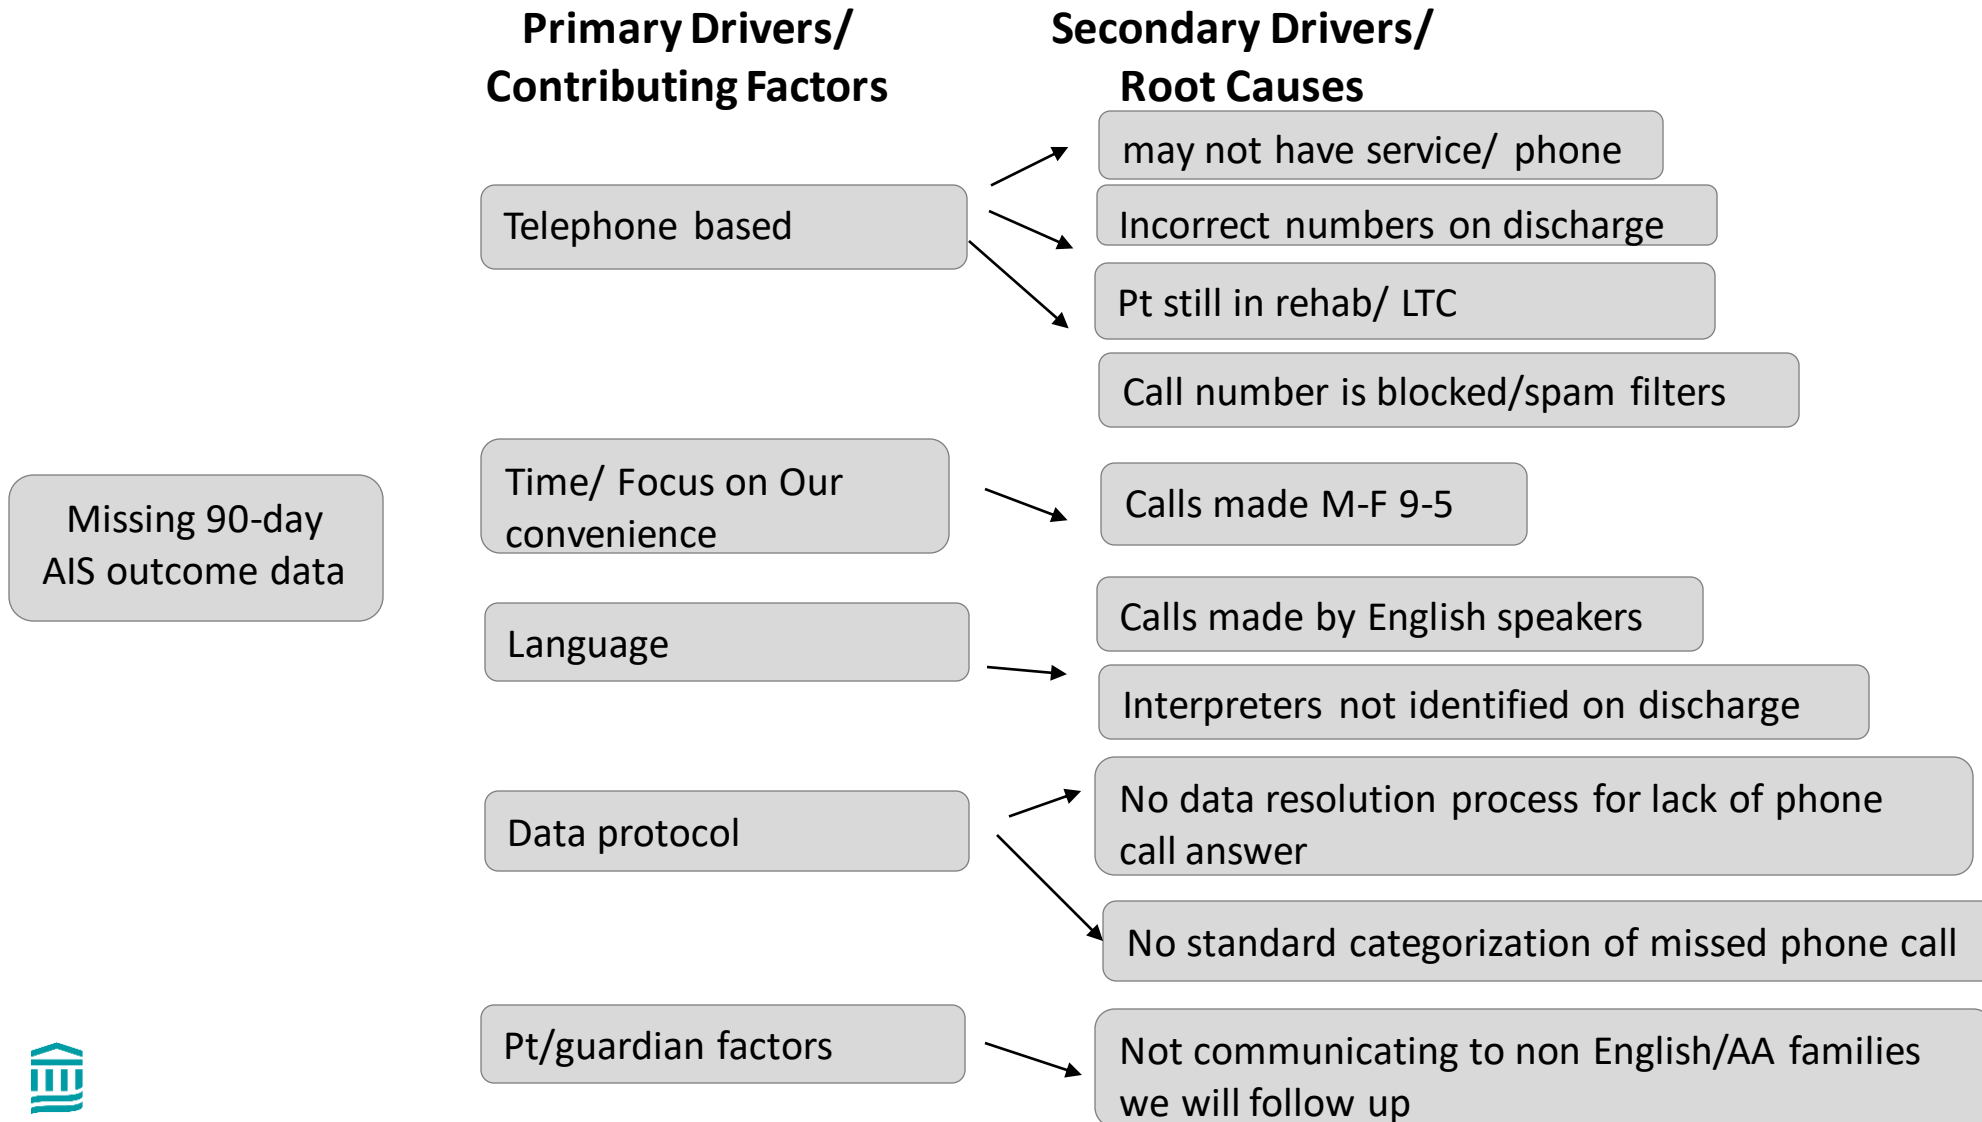 Primary Drivers/
Contributing Factors
Secondary Drivers/
Root Causes
Missing 90-day
AIS outcome data
Telephone based
may not have service/ phone
Incorrect numbers on discharge
Pt still in rehab/ LTC
Call number is blocked/spam filters
Time/ Focus on Our
convenience
Calls made M-F 9-5
Language
Calls made by English speakers
Interpreters not identified on discharge
Data protocol
No data resolution process for lack of phone
call answer
No standard categorization of missed phone call
Pt/guardian factors
Not communicating to non English/AA families
we will follow up